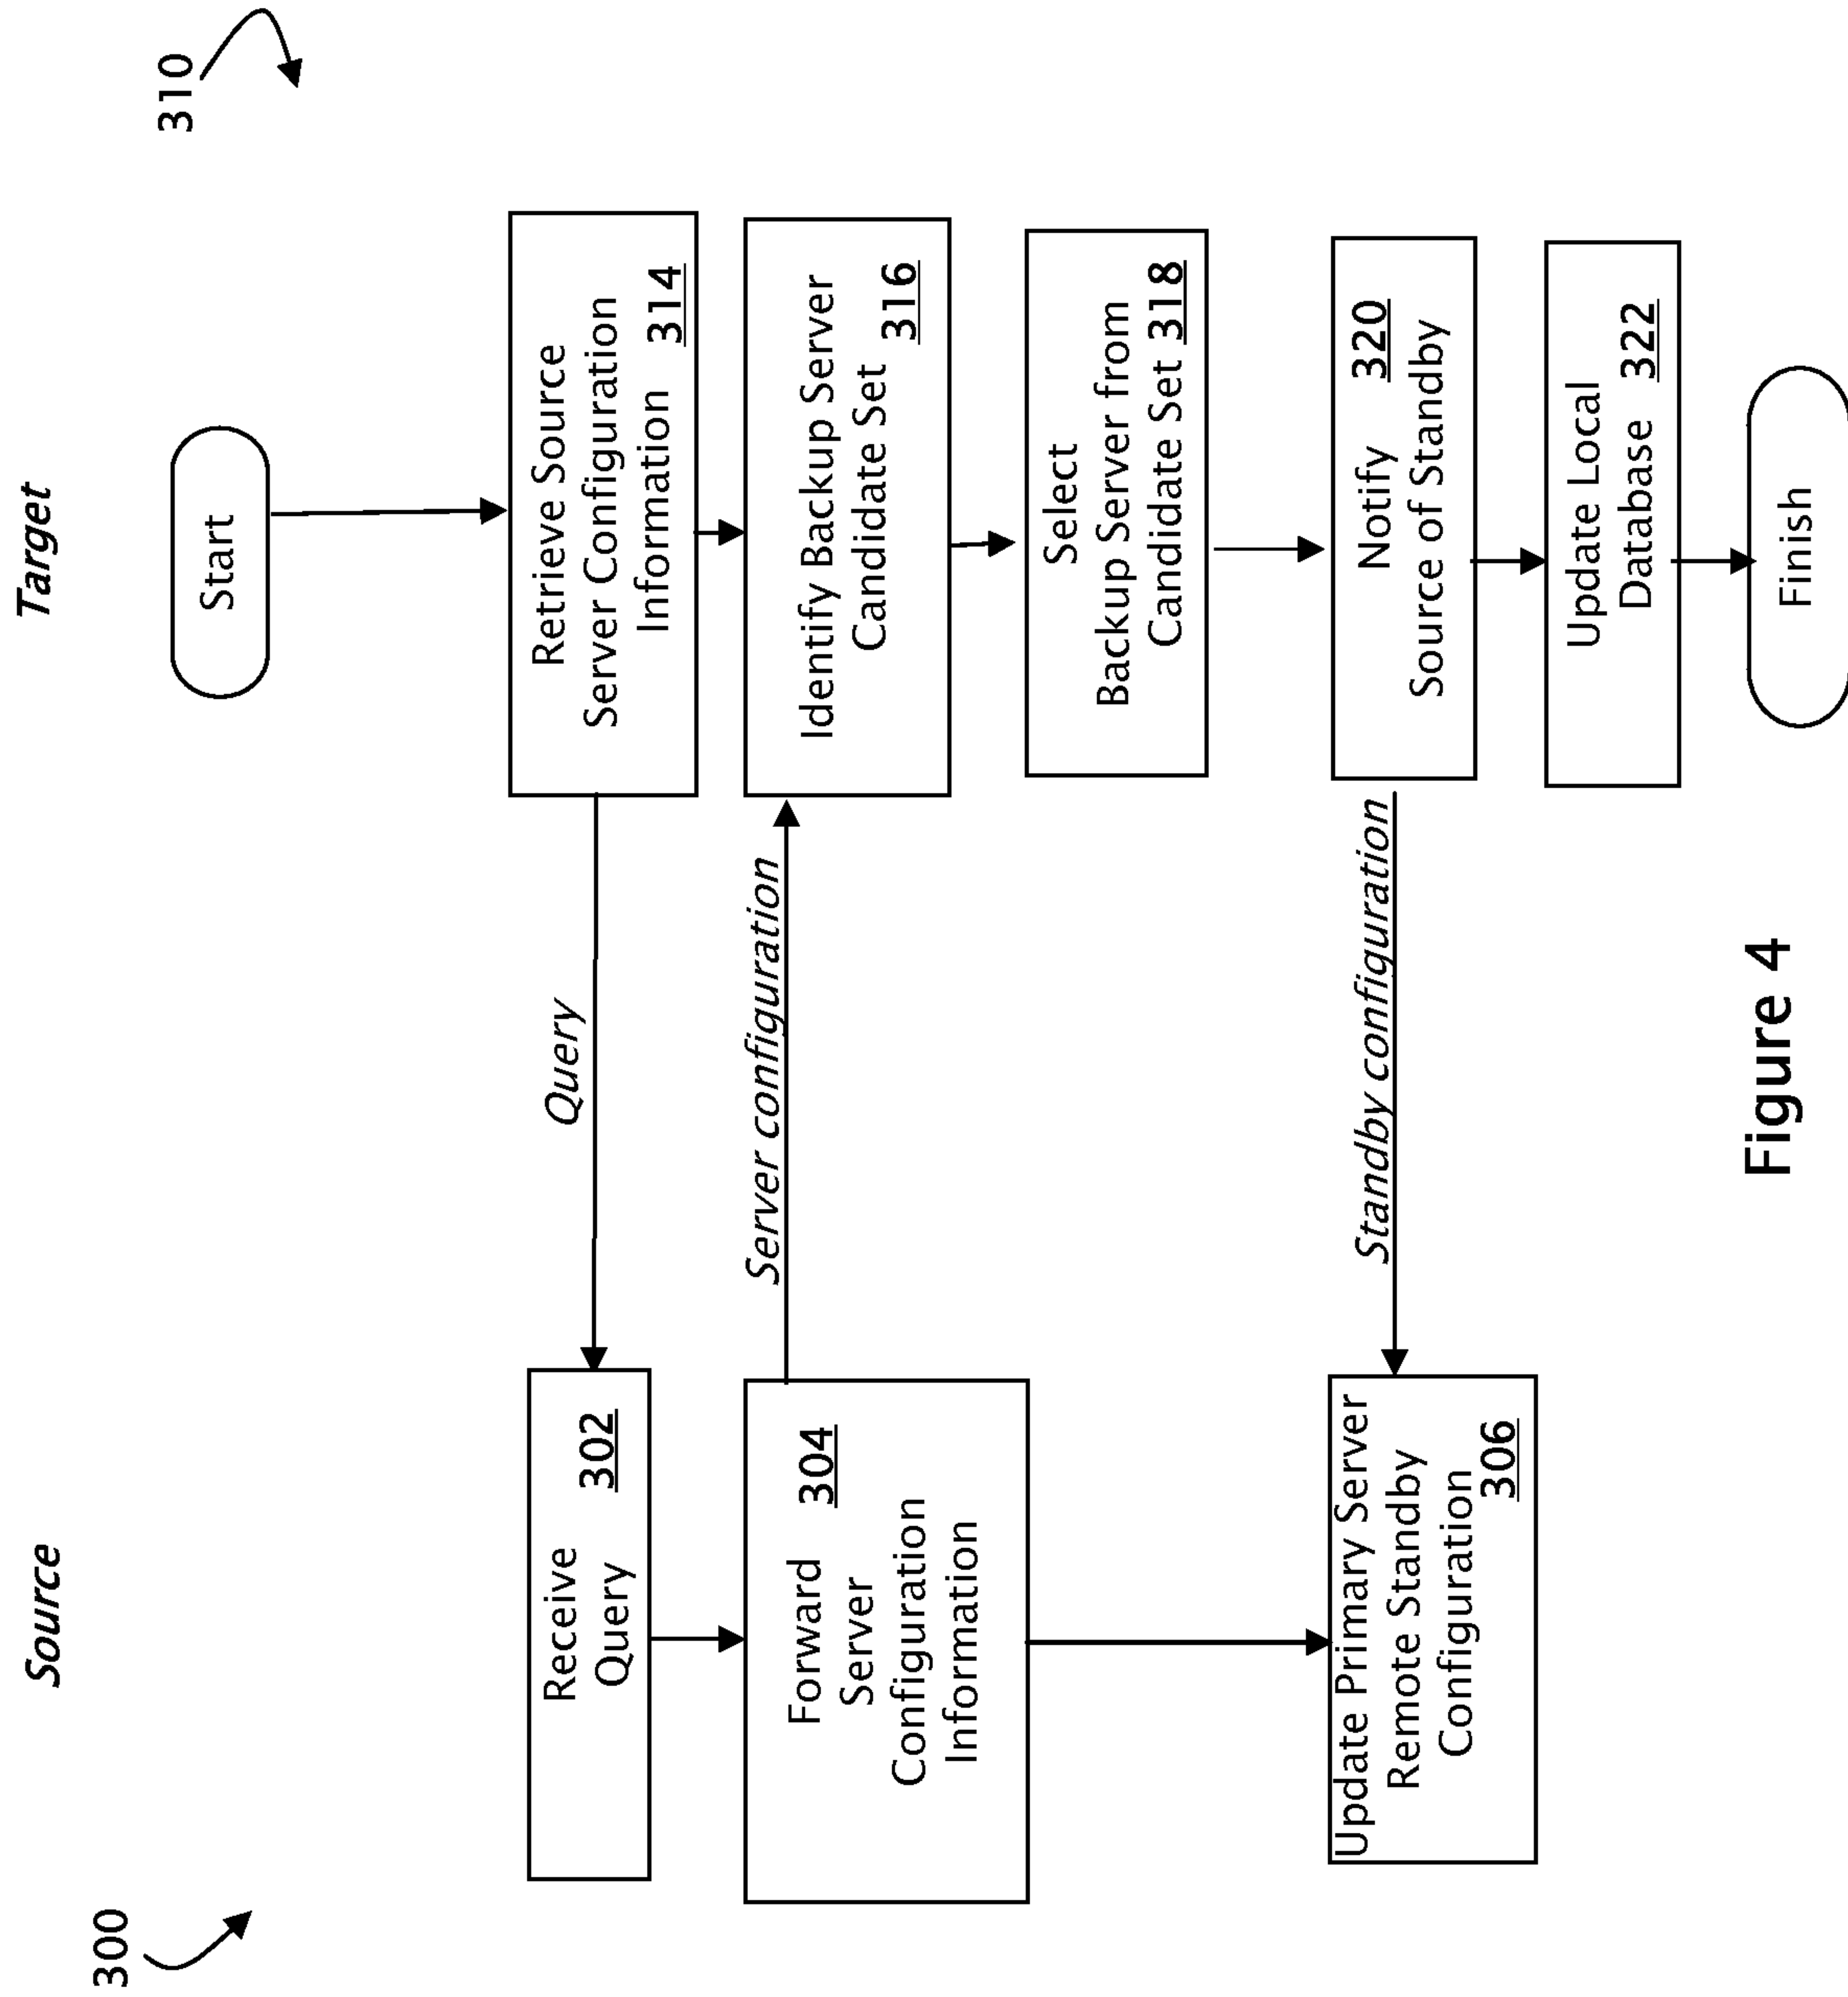 Source
Target
300
310
Start
Retrieve Source
Server Configuration
Information 314
Query
Receive
Query 302
Identify Backup Server
Candidate Set 316
Server configuration
Forward 304
Server
Configuration
Information
Select
Backup Server from
Candidate Set 318
Notify 320
Source of Standby
Standby configuration
Update Primary Server
Remote Standby
Configuration
306
Update Local
Database 322
Finish
Figure 4